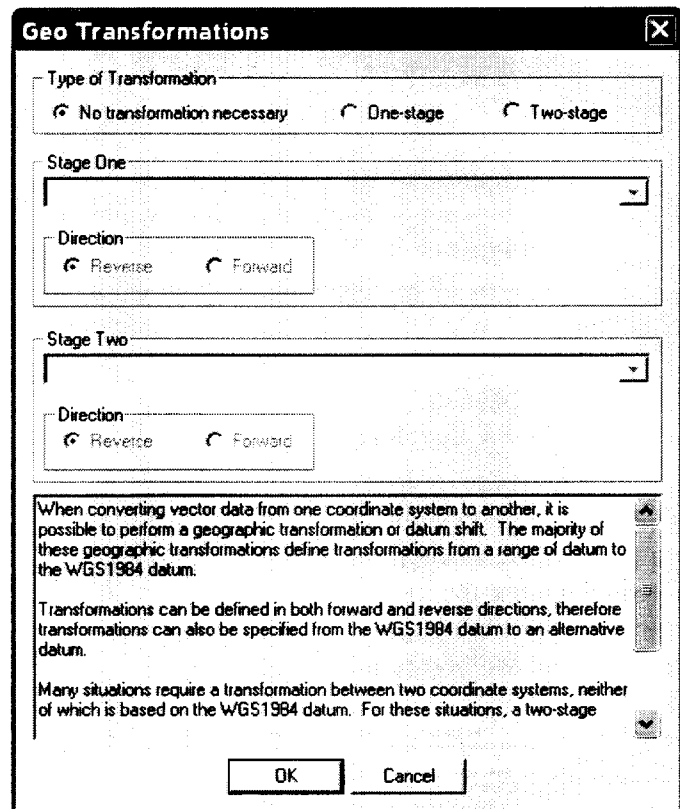 Geo Transformations
Type of Transformation
No transformation necessary One-stage Two-stage
Stage One
Direction
Reverse Forward
Stage Two
Direction
Reverse Forward
When converting vector data from one coordinate system to another, it is
possible to perform a geographic transformation or datum shift. The majority of
these geographic transformations define transformations from a range of datum to
the WGS1984 datum.
Transformations can be defined in both forward and reverse directions, therefore
transformations can also be specified from the WGS1984 datum to an alternative
datum.
Many situations require a transformation between two coordinate systems, neither
of which is based on the WGS1984 datum. For these situations, a two-stage
OK Cancel